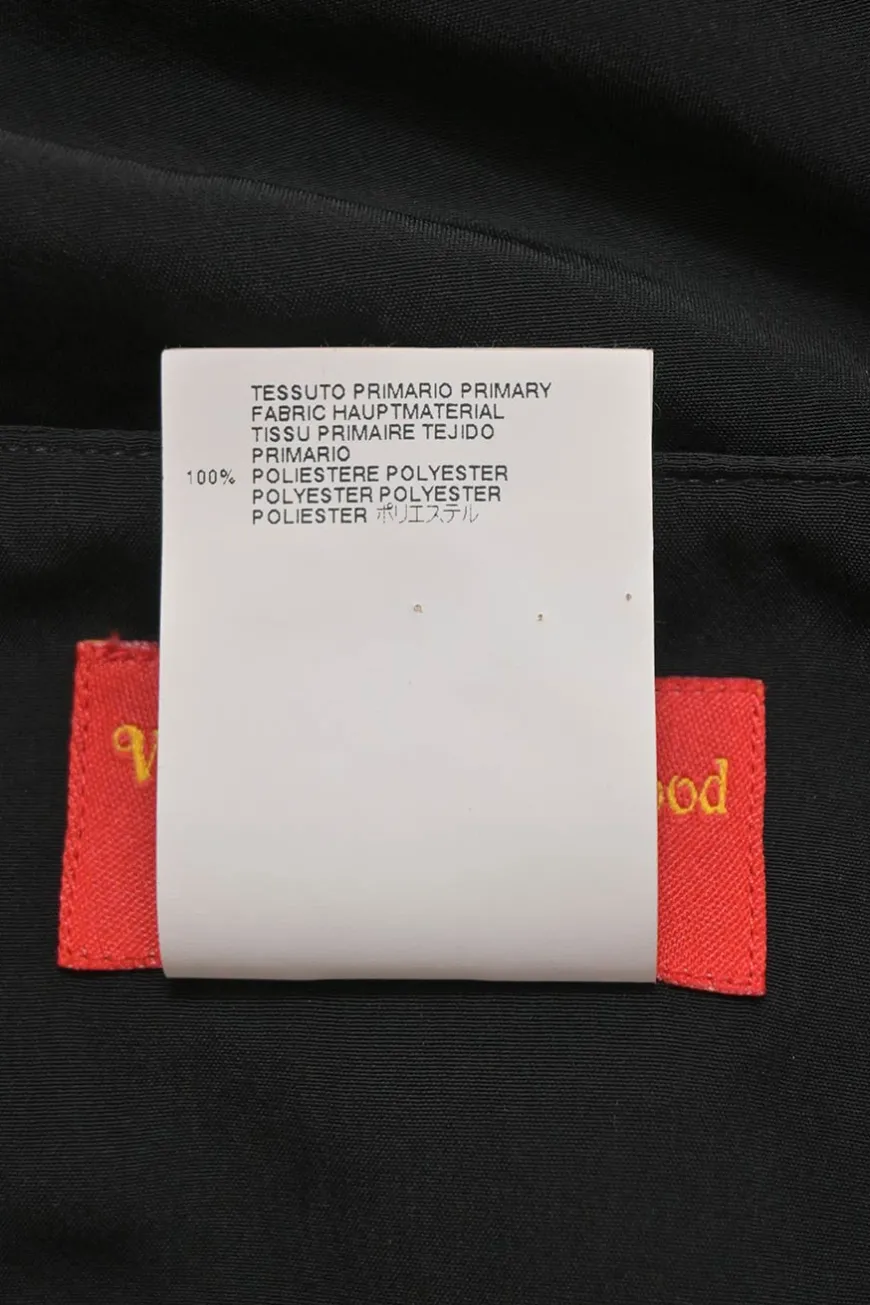 TESSUTO PRIMARIO PRIMARY
FABRIC HAUPTMATERIAL
TISSU PRIMAIRE TEJIDO
PRIMARIO
100% POLIESTERE POLYESTER
POLYESTER POLYESTER
POLIESTER ポリエステル